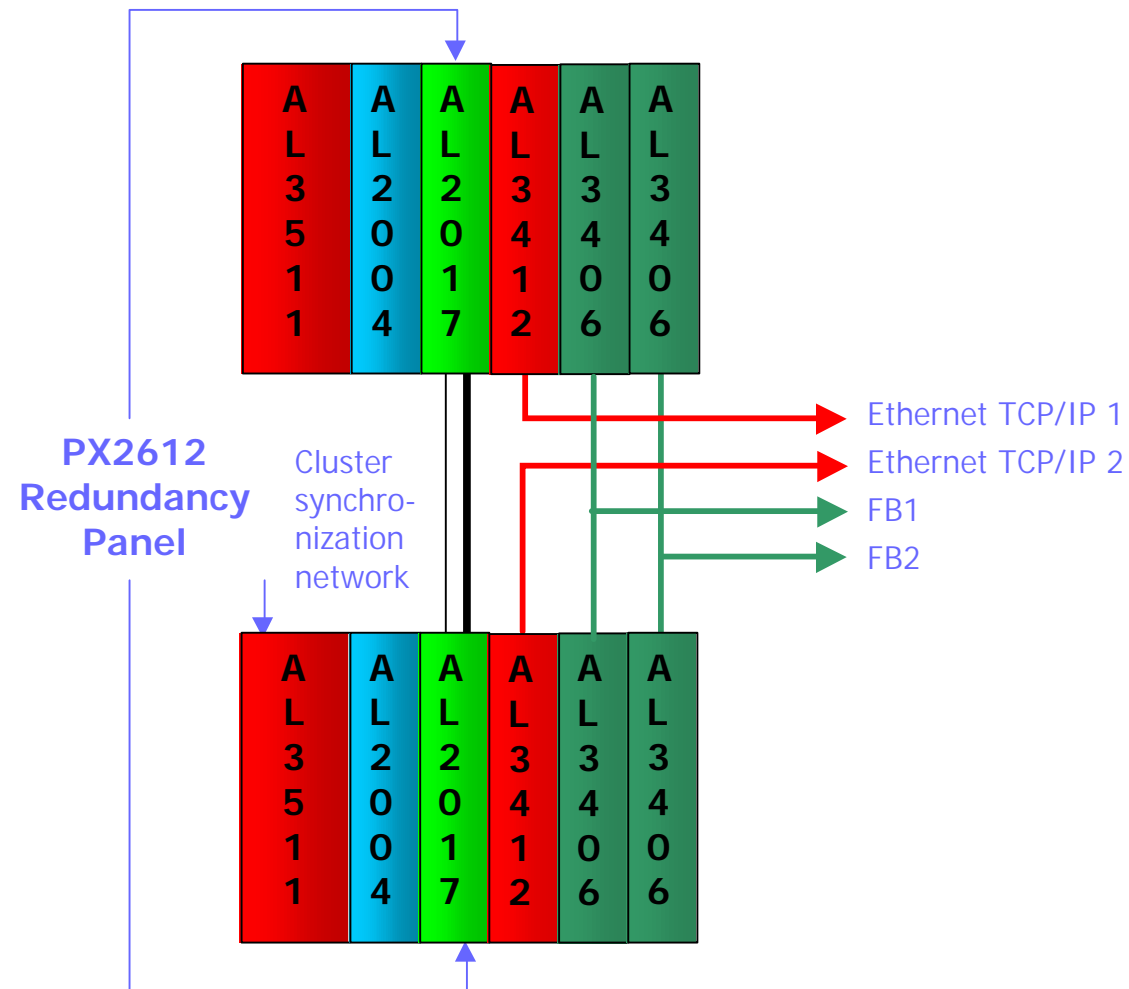 AL3511
AL2004
AL2017
AL3412
AL3406
AL3406
Ethernet TCP/IP 1
Ethernet TCP/IP 2
FB1
FB2
PX2612
Redundancy
Panel
Cluster
synchro-
nization
network
AL3511
AL2004
AL2017
AL3412
AL3406
AL3406